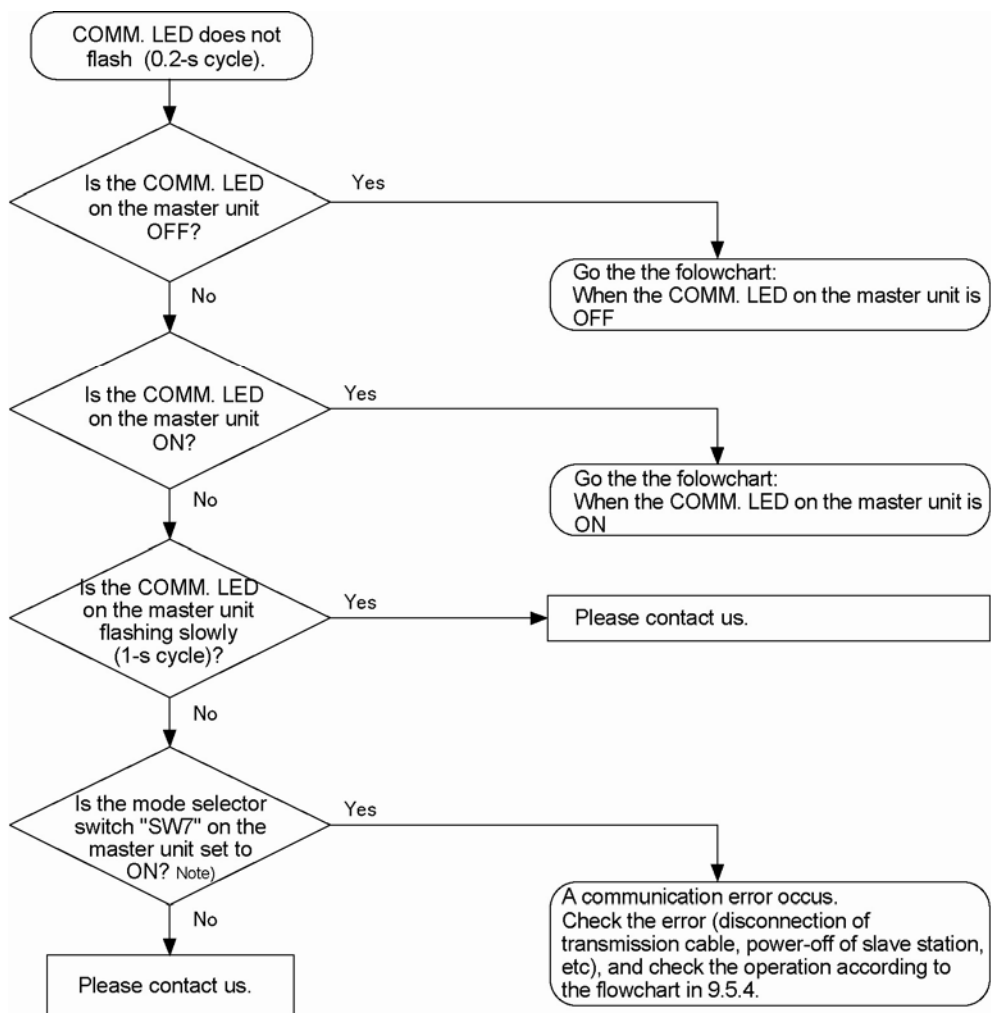 COMM. LED does not
flash (0.2-s cycle).
Is the COMM. LED
on the master unit
OFF?
Yes
No
Go the the folowchart:
When the COMM. LED on the master unit is
OFF
Is the COMM. LED
on the master unit
ON?
Yes
No
Go the the folowchart:
When the COMM. LED on the master unit is
ON
Is the COMM. LED
on the master unit
flashing slowly
(1-s cycle)?
Yes
No
Please contact us.
Is the mode selector
switch "SW7" on the
master unit set to
ON? Note)
Yes
No
A communication error occus.
Check the error (disconnection of
transmission cable, power-off of slave station,
etc), and check the operation according to
the flowchart in 9.5.4.
Please contact us.